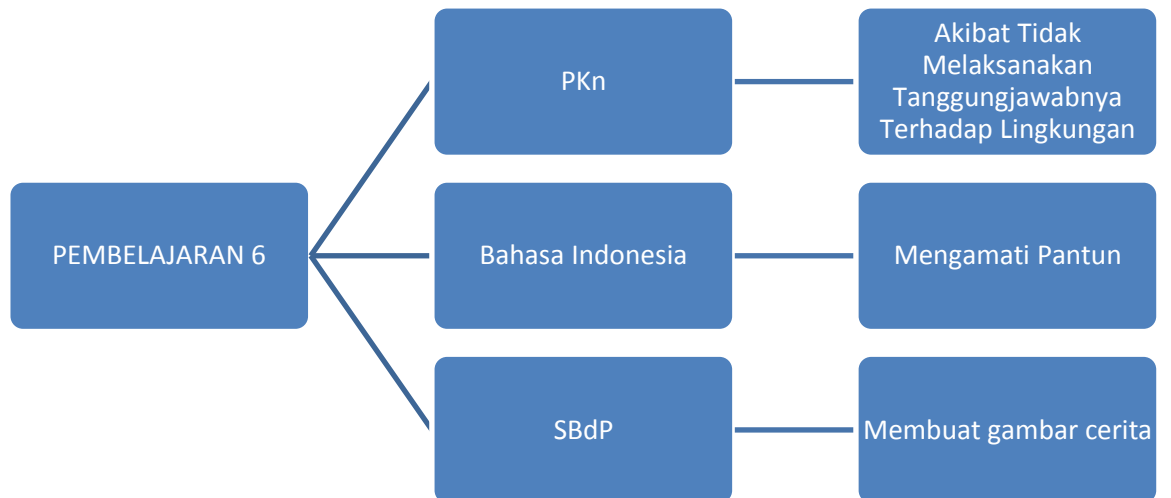 PEMBELAJARAN 6
PKn
Akibat Tidak
Melaksanakan
Tanggungjawabnya
Terhadap Lingkungan
Bahasa Indonesia
Mengamati Pantun
SBdP
Membuat gambar cerita